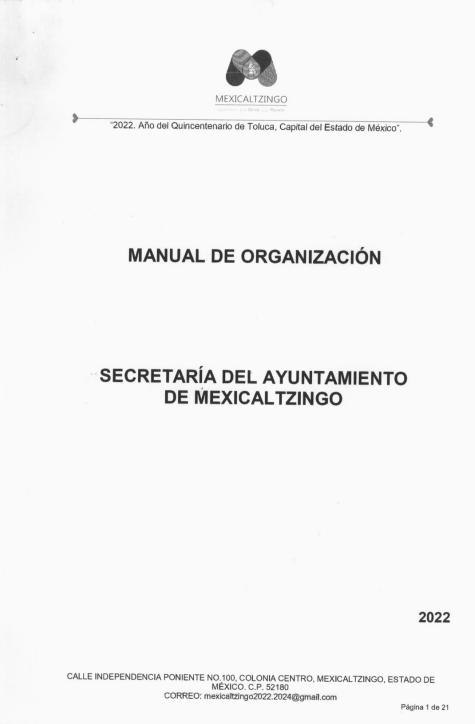 MEXICALTZINGO
"2022. Año del Quincentenario de Toluca, Capital del Estado de México".
MANUAL DE ORGANIZACIÓN
SECRETARÍA DEL AYUNTAMIENTO
DE MEXICALTZINGO
2022
CALLE INDEPENDENCIA PONIENTE NO.100, COLONIA CENTRO, MEXICALTZINGO, ESTADO DE
MÉXICO. C.P. 52180
CORREO: mexicaltzingo2022.2024@gmail.com
Página 1 de 21